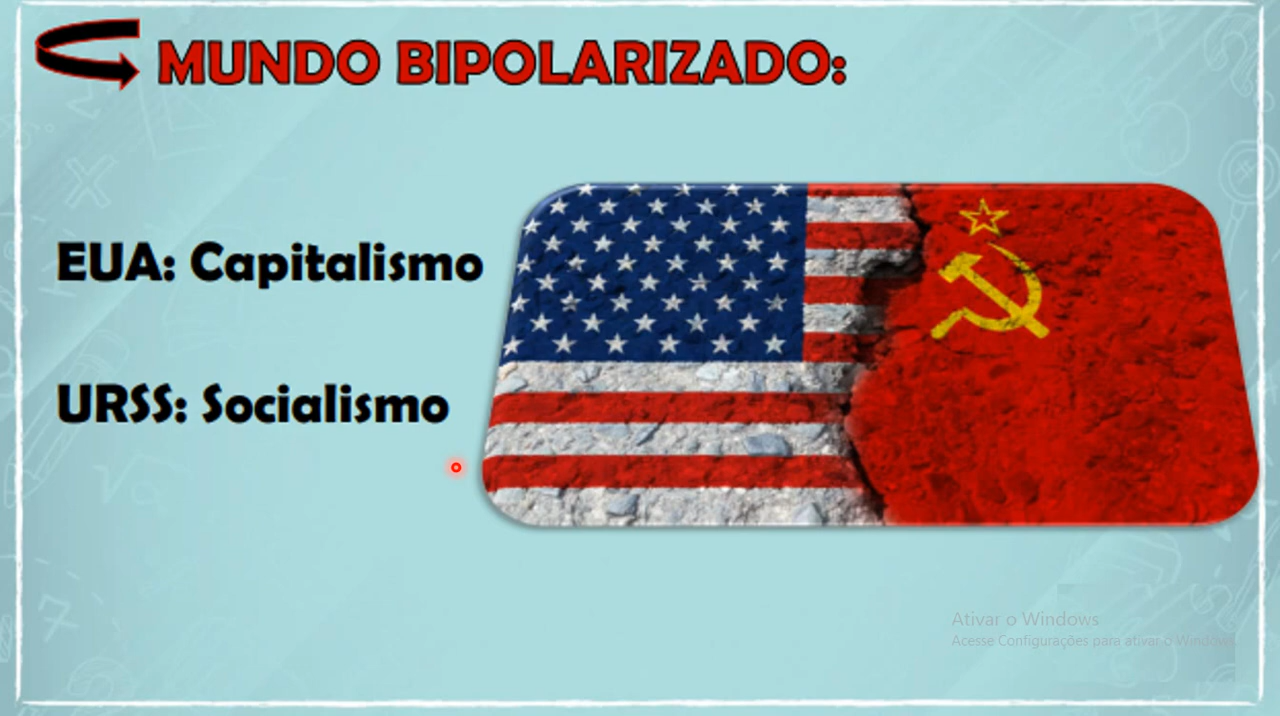 MUNDO BIPOLARIZADO:
EUA: Capitalismo
URSS: Socialismo
Ativar o Windows
Acesse Configurações para ativar o Windows